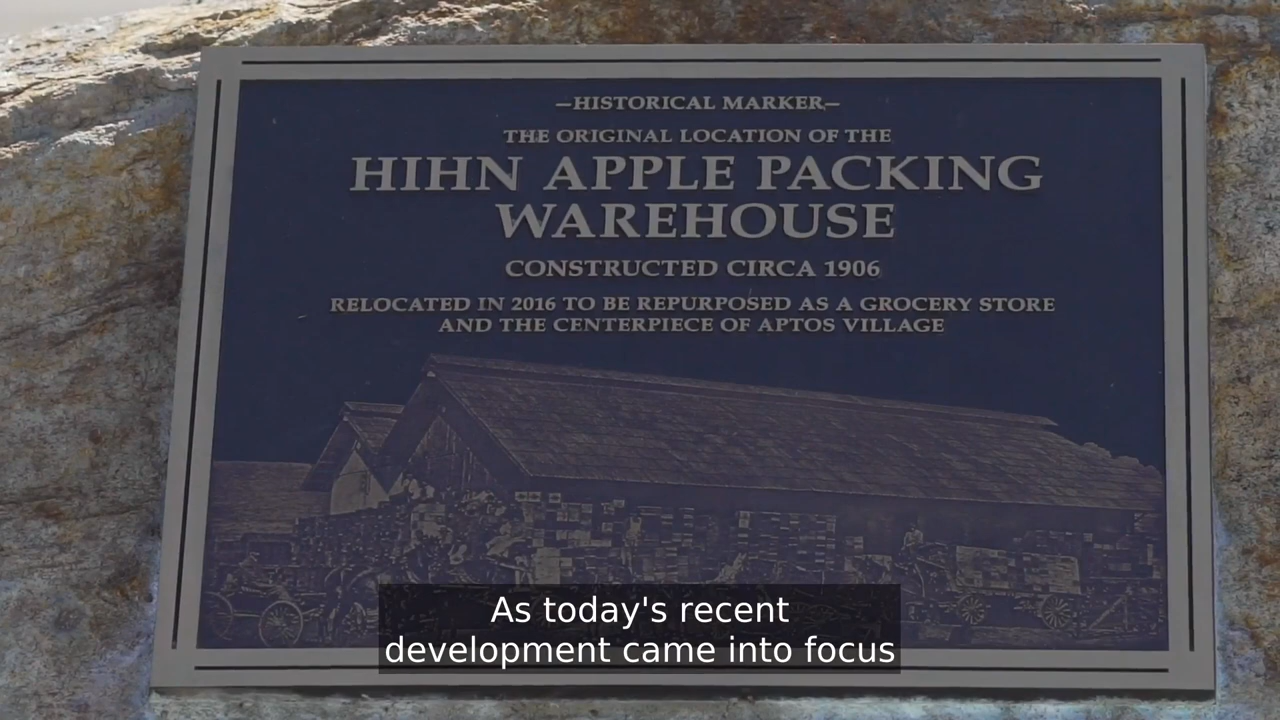 —HISTORICAL MARKER—
THE ORIGINAL LOCATION OF THE
HIHN APPLE PACKING
WAREHOUSE
CONSTRUCTED CIRCA 1906
RELOCATED IN 2016 TO BE REPURPOSED AS A GROCERY STORE
AND THE CENTERPIECE OF APTOS VILLAGE
As today's recent
development came into focus